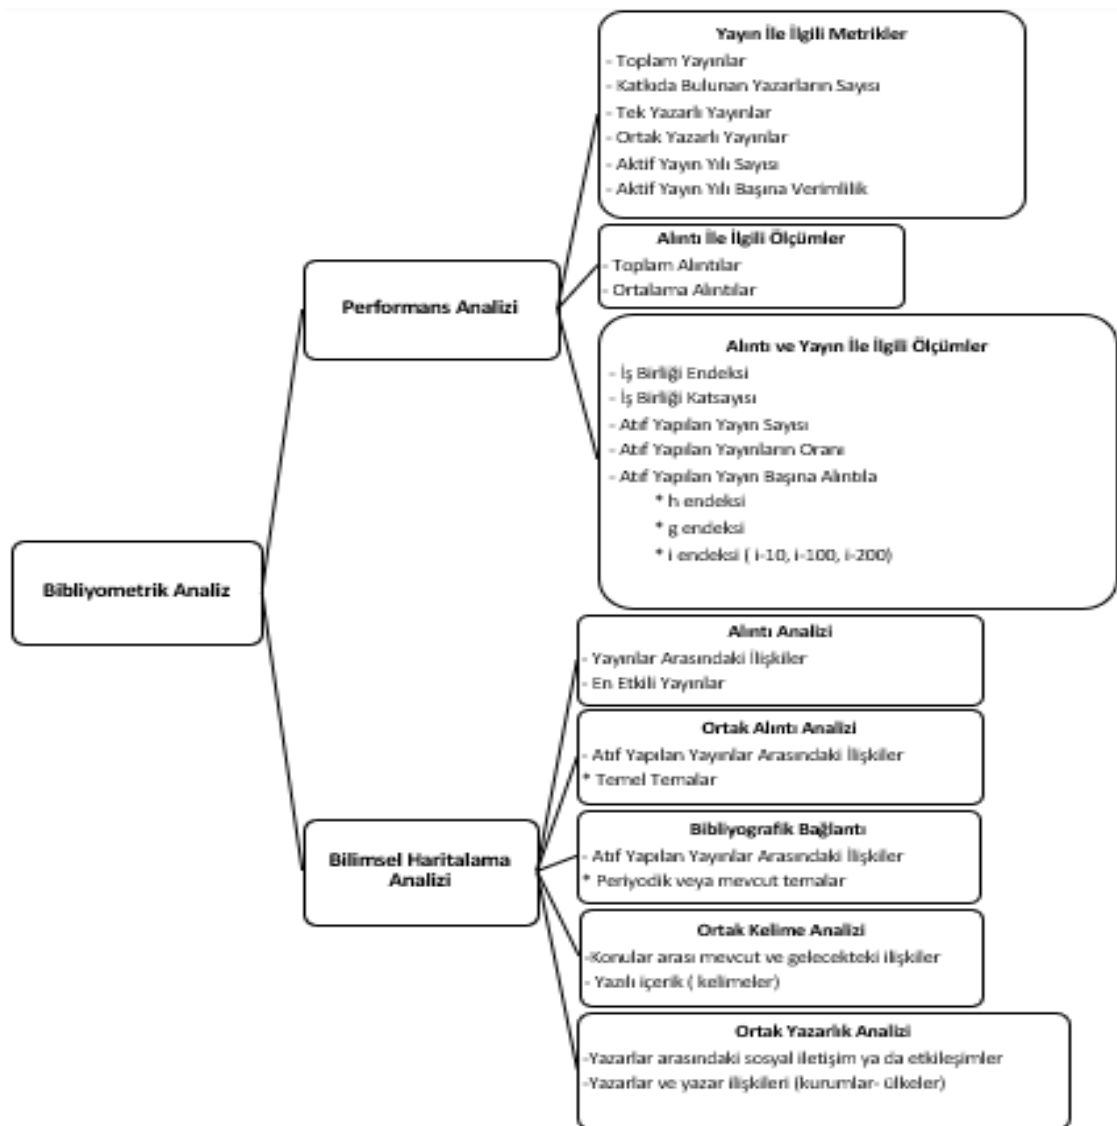 Yayın İle İlgili Metrikler
- Toplam Yayınlar
- Katkıda Bulunan Yazarların Sayısı
- Tek Yazarlı Yayınlar
- Ortak Yazarlı Yayınlar
- Aktif Yayın Yılı Sayısı
- Aktif Yayın Yılı Başına Verimlilik
Alıntı İle İlgili Ölçümler
- Toplam Alıntılar
- Ortalama Alıntılar
Performans Analizi
Alıntı ve Yayın İle İlgili Ölçümler
- İş Birliği Endeksi
- İş Birliği Katsayısı
- Atıf Yapılan Yayın Sayısı
- Atıf Yapılan Yayınların Oranı
- Atıf Yapılan Yayın Başına Alıntıla
* h endeksi
* g endeksi
* i endeksi ( i-10, i-100, i-200)
Bibliyometrik Analiz
Alıntı Analizi
- Yayınlar Arasındaki İlişkiler
- En Etkili Yayınlar
Ortak Alıntı Analizi
- Atıf Yapılan Yayınlar Arasındaki İlişkiler
* Temel Temalar
Bilimsel Haritalama
Analizi
Bibliyografik Bağlantı
- Atıf Yapılan Yayınlar Arasındaki İlişkiler
* Periyodik veya mevcut temalar
Ortak Kelime Analizi
-Konular arası mevcut ve gelecekteki ilişkiler
- Yazılı içerik ( kelimeler)
Ortak Yazarlık Analizi
-Yazarlar arasındaki sosyal iletişim ya da etkileşimler
-Yazarlar ve yazar ilişkileri (kurumlar- ülkeler)